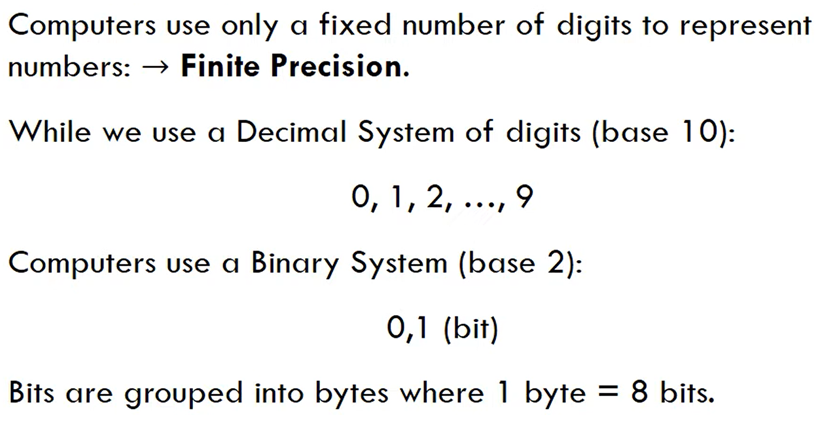 Computers use only a fixed number of digits to represent
numbers: → Finite Precision.
While we use a Decimal System of digits (base 10):
0, 1, 2, ..., 9
Computers use a Binary System (base 2):
0,1 (bit)
Bits are grouped into bytes where 1 byte = 8 bits.